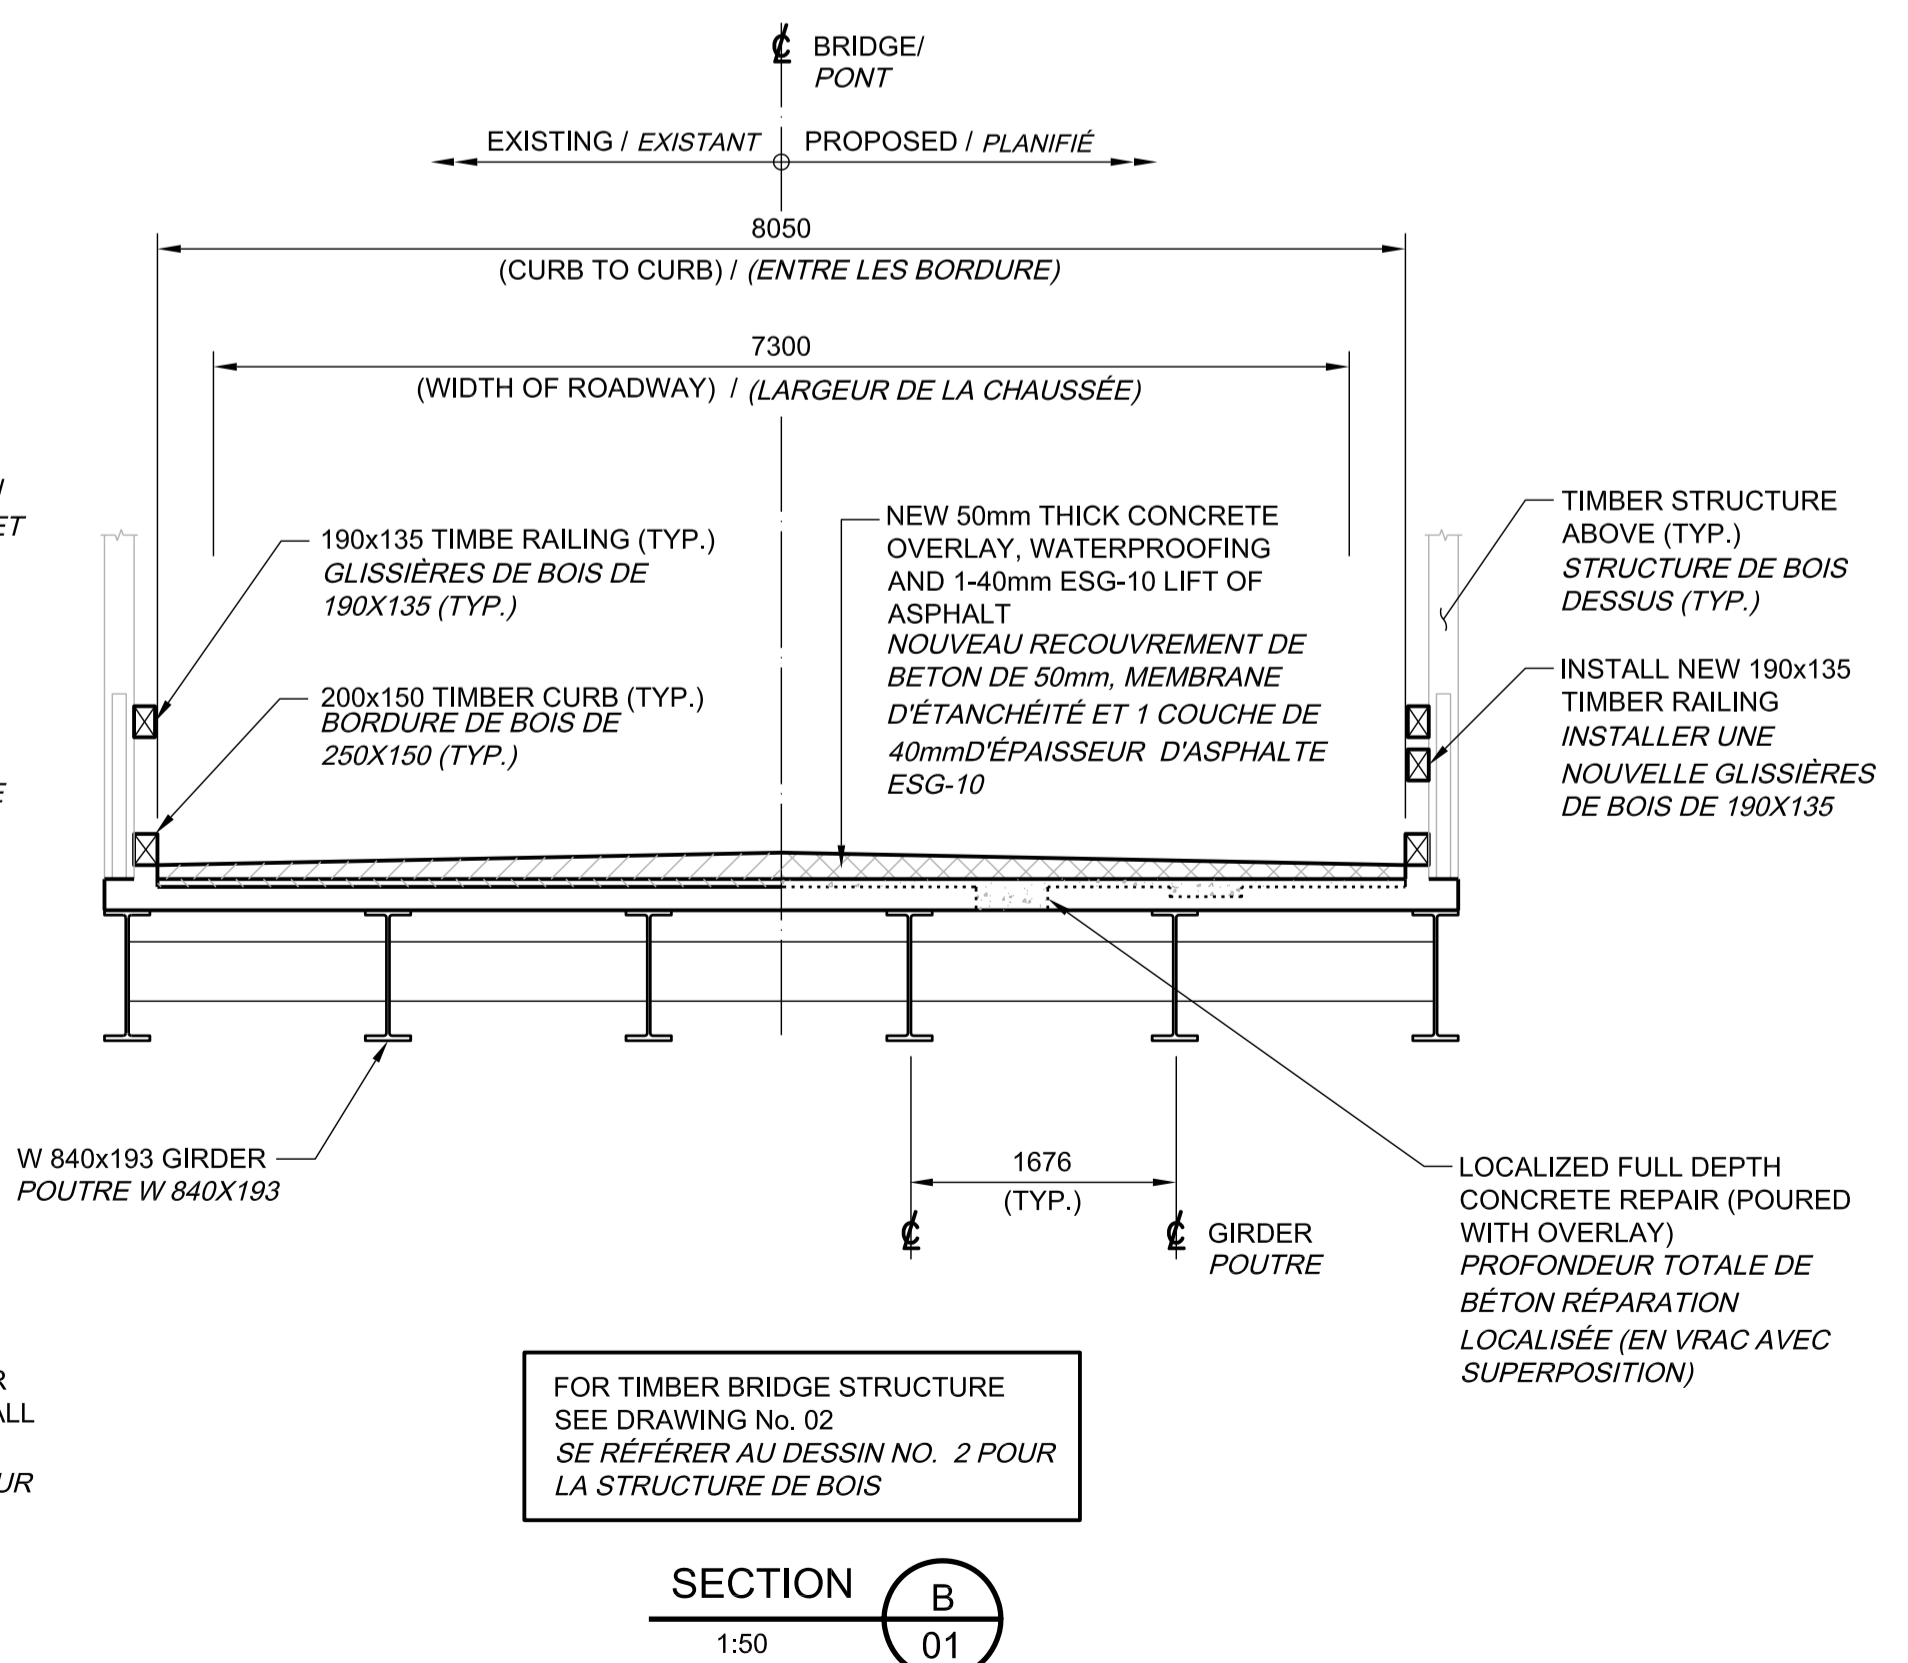 BRIDGE/
PONT
EXISTING / EXISTANT
PROPOSED / PLANIFIÉ
8050
(CURB TO CURB) / (ENTRE LES BORDURE)
7300
(WIDTH OF ROADWAY) / (LARGEUR DE LA CHAUSSÉE)
ET
190x135 TIMBE RAILING (TYP.)
GLISSIÈRES DE BOIS DE
190X135 (TYP.)
200x150 TIMBER CURB (TYP.)
BORDURE DE BOIS DE
250X150 (TYP.)
NEW 50mm THICK CONCRETE
OVERLAY, WATERPROOFING
AND 1-40mm ESG-10 LIFT OF
ASPHALT
NOUVEAU RECOUVREMENT DE
BETON DE 50mm, MEMBRANE
D'ÉTANCHÉITÉ ET 1 COUCHE DE
40mmD'ÉPAISSEUR D'ASPHALTE
ESG-10
TIMBER STRUCTURE
ABOVE (TYP.)
STRUCTURE DE BOIS
DESSUS (TYP.)
INSTALL NEW 190x135
TIMBER RAILING
INSTALLER UNE
NOUVELLE GLISSIÈRES
DE BOIS DE 190X135
W 840x193 GIRDER
POUTRE W 840X193
1676
(TYP.)
GIRDER
POUTRE
LOCALIZED FULL DEPTH
CONCRETE REPAIR (POURED
WITH OVERLAY)
PROFONDEUR TOTALE DE
BÉTON RÉPARATION
LOCALISÉE (EN VRAC AVEC
SUPERPOSITION)
R
ALL
UR
FOR TIMBER BRIDGE STRUCTURE
SEE DRAWING No. 02
SE RÉFÉRER AU DESSIN NO. 2 POUR
LA STRUCTURE DE BOIS
SECTION
1:50
B
01